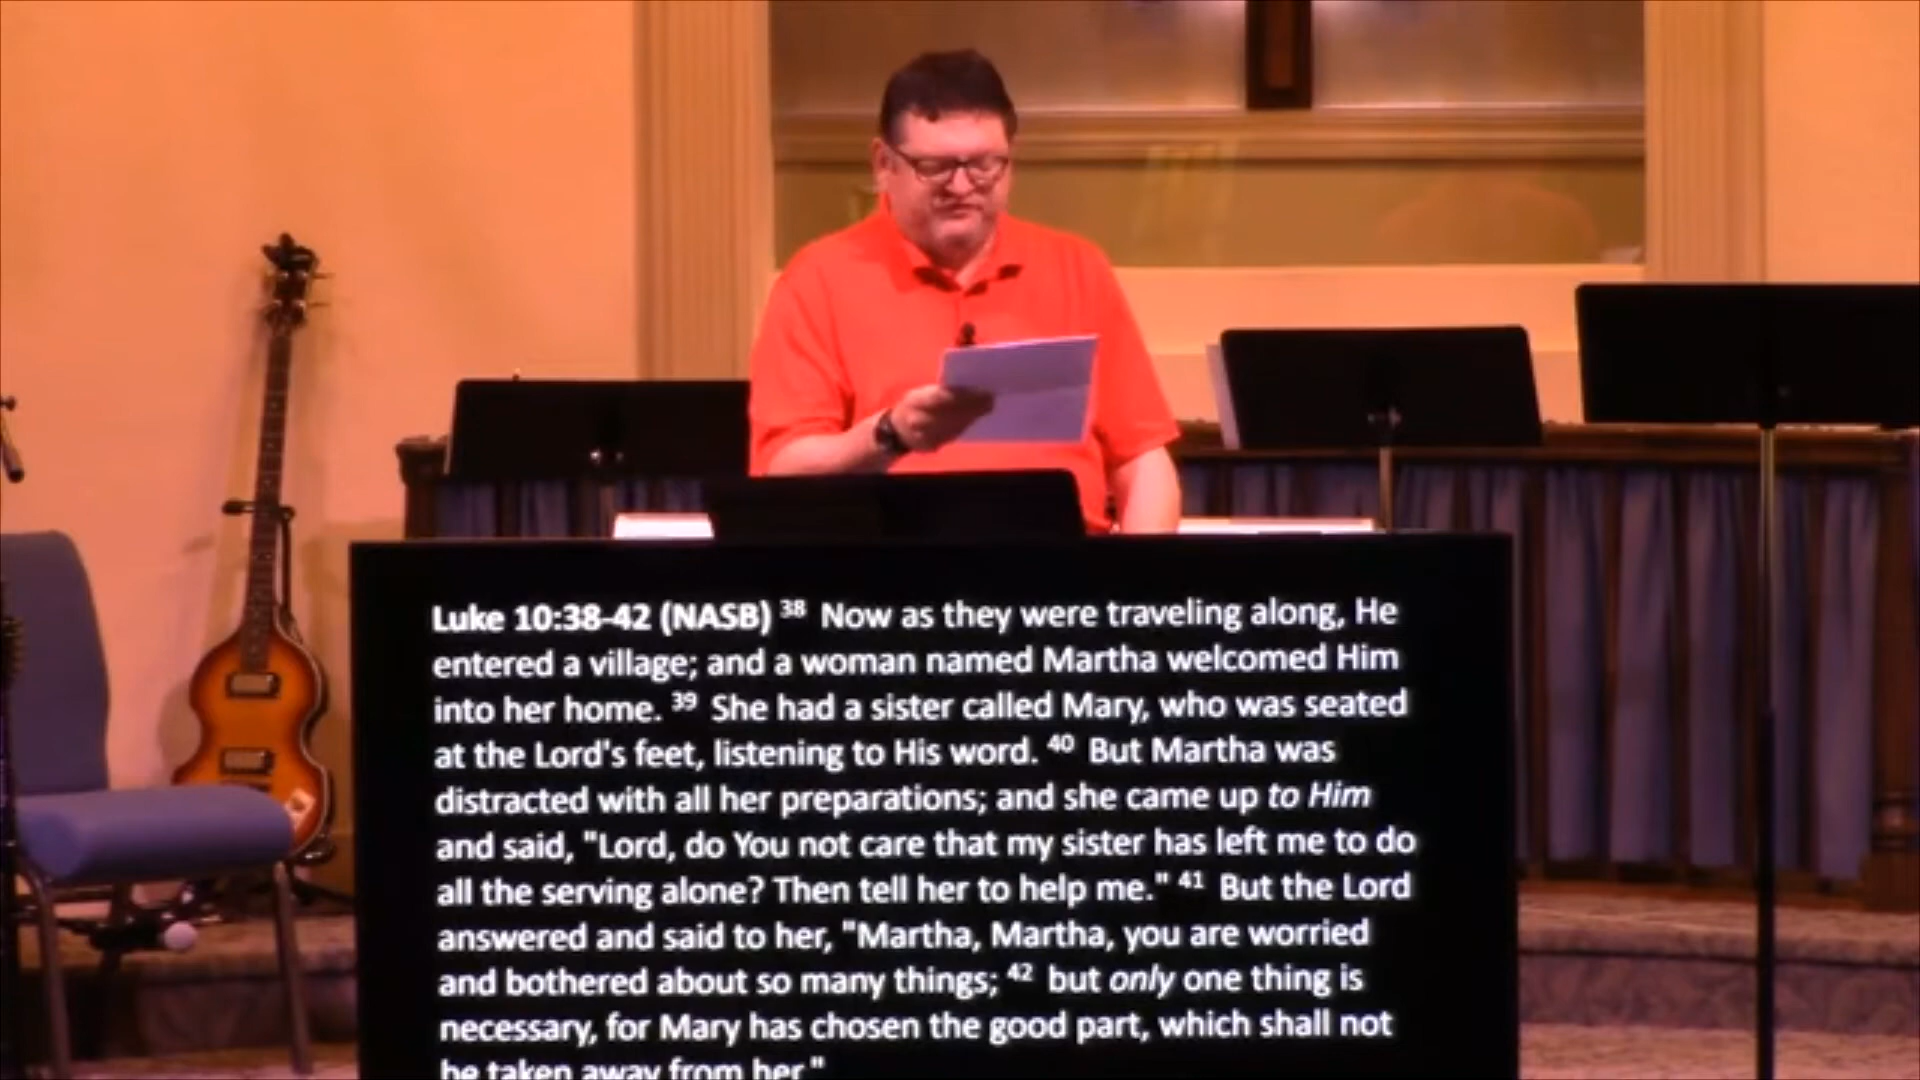 Luke 10:38-42 (NASB) 38 Now as they were traveling along, He
entered a village; and a woman named Martha welcomed Him
into her home. 39 She had a sister called Mary, who was seated
at the Lord's feet, listening to His word. 40 But Martha was
distracted with all her preparations; and she came up to Him
and said, "Lord, do You not care that my sister has left me to do
all the serving alone? Then tell her to help me." 41 But the Lord
answered and said to her, "Martha, Martha, you are worried
and bothered about so many things; 42 but only one thing is
necessary, for Mary has chosen the good part, which shall not
be taken away from her."